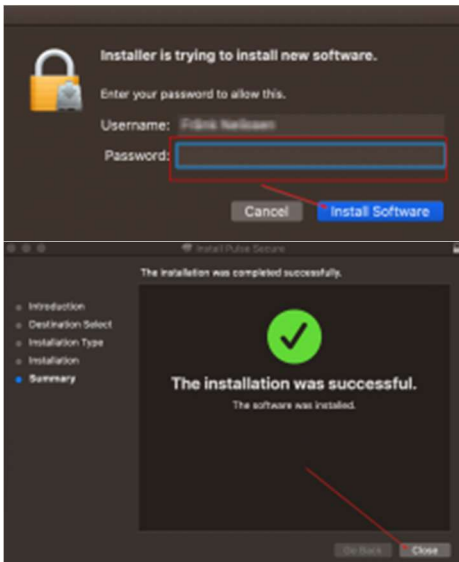 Installer is trying to install new software.
Enter your password to allow this.
Username:
Password:
Cancel
Install Software
Install Pulse Secure
The installation was completed successfully.
Introduction
Destination Select
Installation Type
Installation
Summary
The installation was successful.
The software was installed.
Go Back
Close